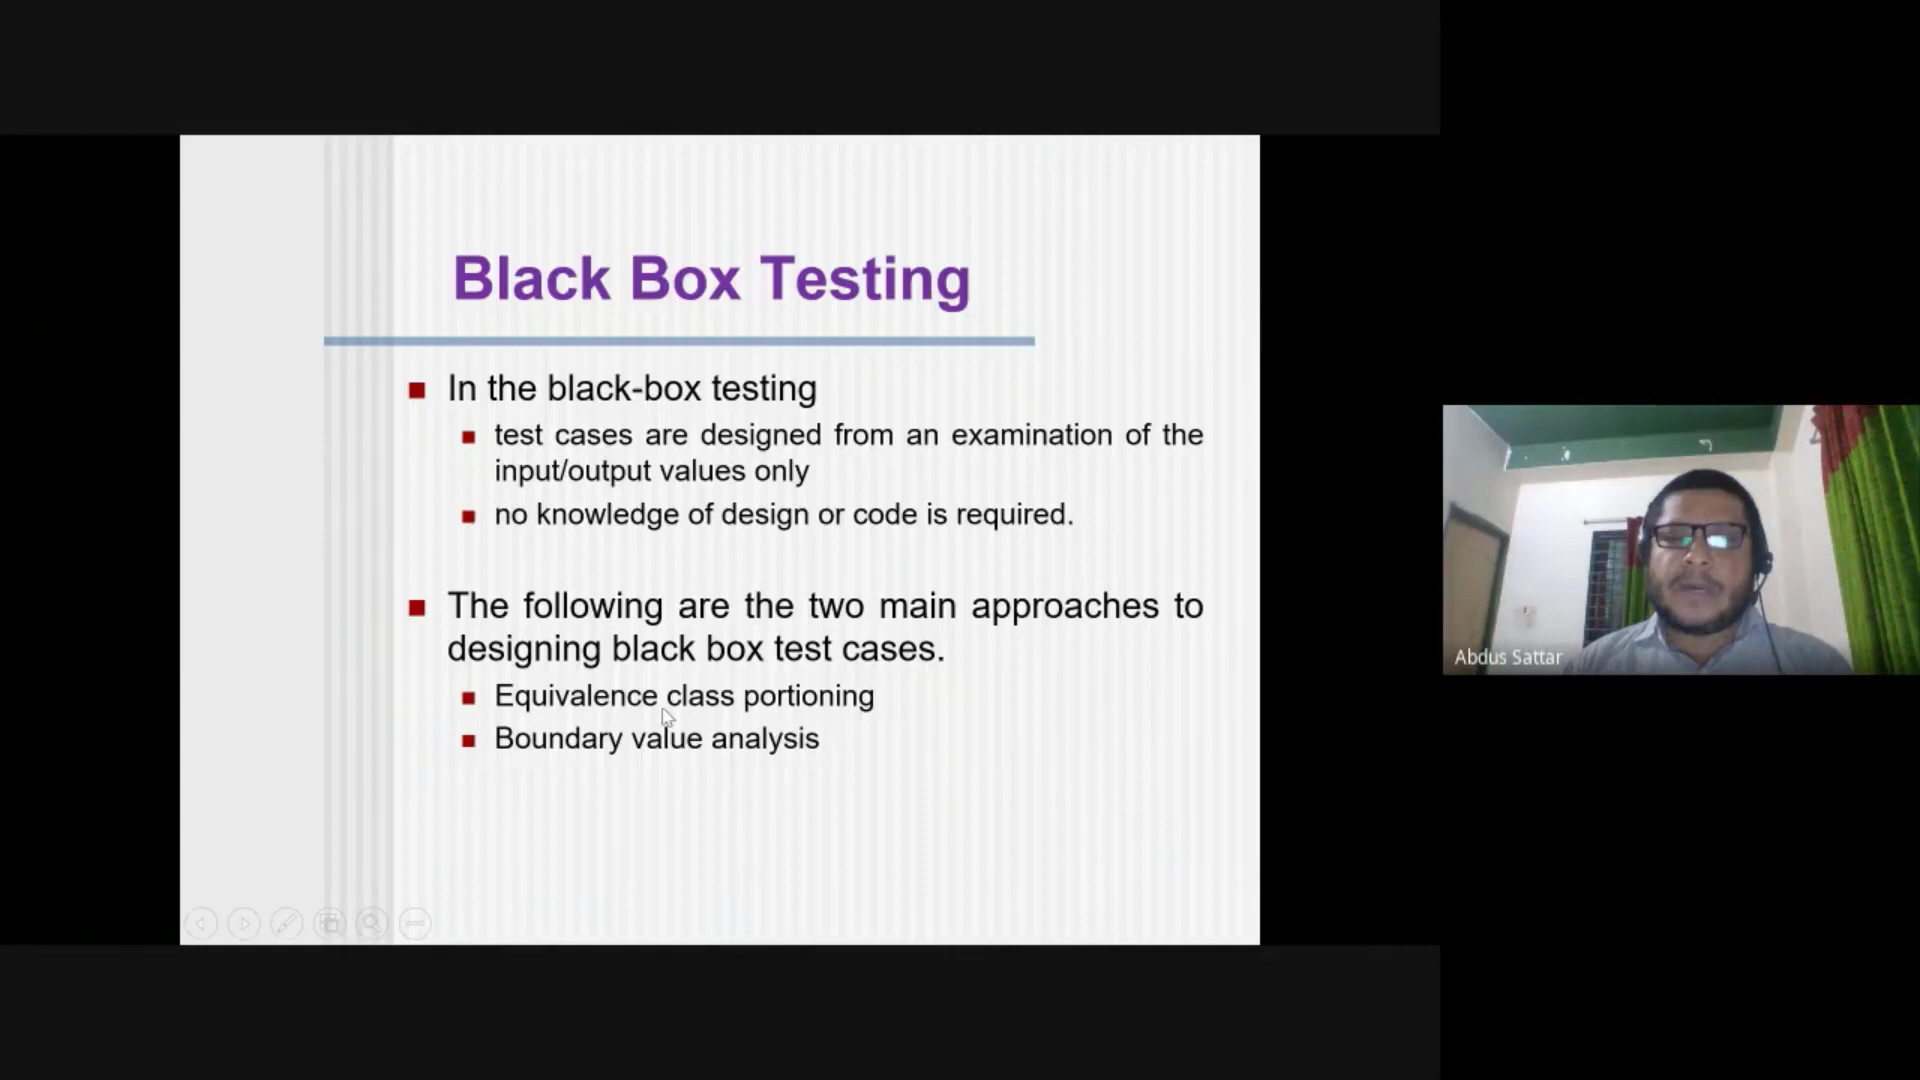 Black Box Testing
In the black-box testing
test cases are designed from an examination of the
input/output values only
no knowledge of design or code is required.
The following are the two main approaches to
designing black box test cases.
Equivalence class portioning
Boundary value analysis
Abdus Sattar